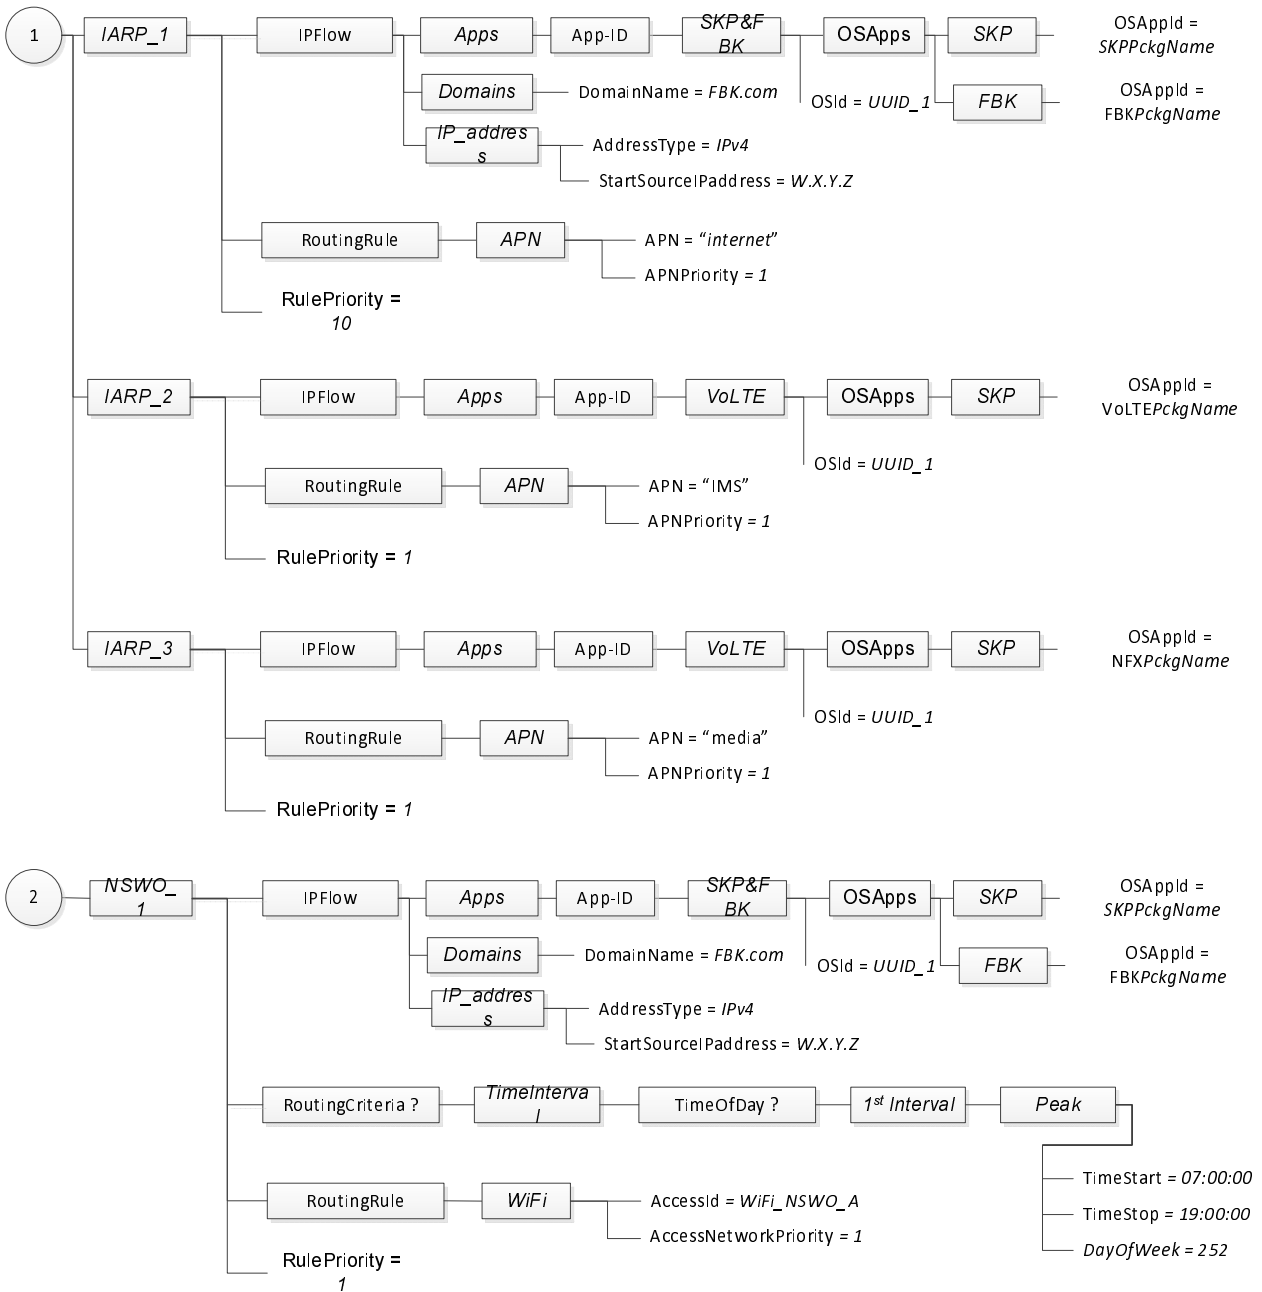 1
IARP_1
IPFlow
Apps
App-ID
SKP&F
BK
OSApps
SKP
OSAppId =
SKPPckgName
Domains
DomainName = FBK.com
OSId = UUID_1
FBK
OSAppId =
FBKPckgName
IP_addres
s
AddressType = IPv4
StartSourceIPaddress = W.X.Y.Z
RoutingRule
APN
APN = “internet”
APNPriority = 1
RulePriority =
10
IARP_2
IPFlow
Apps
App-ID
VoLTE
OSApps
SKP
OSAppId =
VoLTEPckgName
OSId = UUID_1
RoutingRule
APN
APN = “IMS”
APNPriority = 1
RulePriority = 1
IARP_3
IPFlow
Apps
App-ID
VoLTE
OSApps
SKP
OSAppId =
NFXPckgName
OSId = UUID_1
RoutingRule
APN
APN = “media”
APNPriority = 1
RulePriority = 1
2
NSWO_
1
IPFlow
Apps
App-ID
SKP&F
BK
OSApps
SKP
OSAppId =
SKPPckgName
Domains
DomainName = FBK.com
OSId = UUID_1
FBK
OSAppId =
FBKPckgName
IP_addres
s
AddressType = IPv4
StartSourceIPaddress = W.X.Y.Z
RoutingCriteria ?
TimeInterva
l
TimeOfDay ?
1st Interval
Peak
TimeStart = 07:00:00
TimeStop = 19:00:00
DayOfWeek = 252
RoutingRule
WiFi
AccessId = WiFi_NSWO_A
AccessNetworkPriority = 1
RulePriority =
1